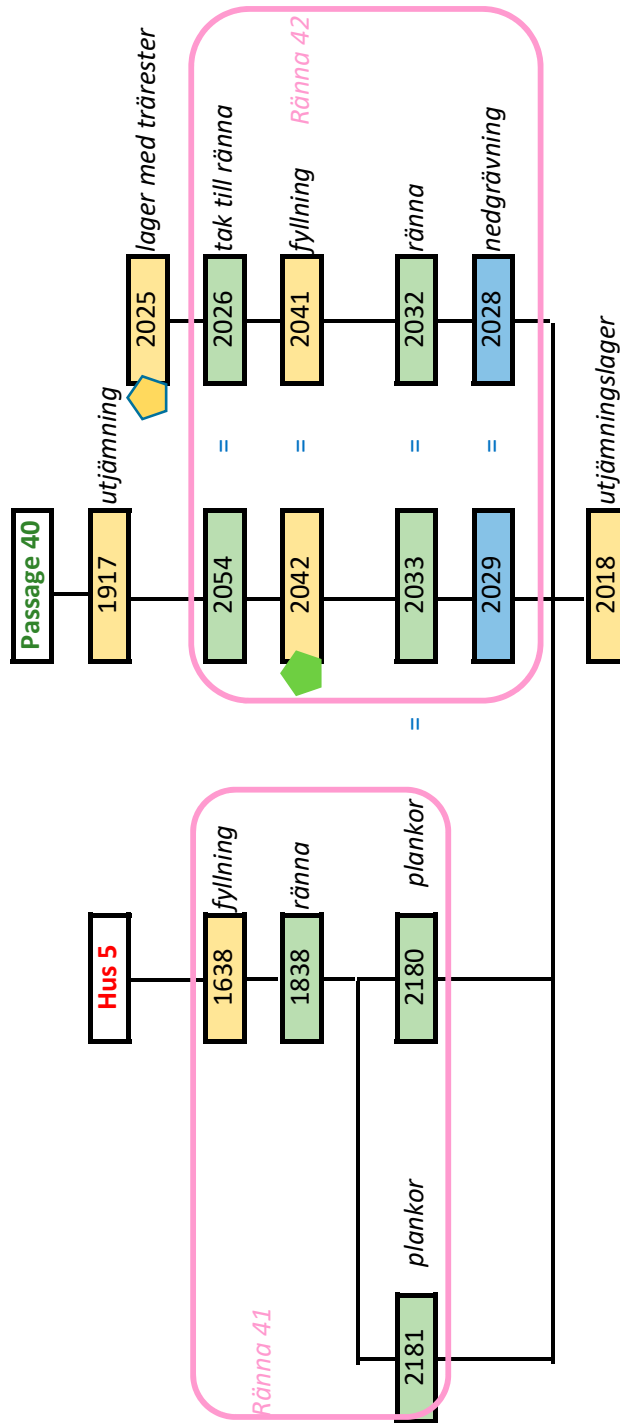 Passage 40
Hus 5
1917 utjämning
2025 lager med trärester
Ränna 41
1638 fyllning
2054
=
2026 tak till ränna
1838 ränna
2042
=
2041 fyllning
Ränna 42
2181 plankor
2180 plankor
=
2033
=
2032 ränna
2029
=
2028 nedgrävning
2018 utjämningslager